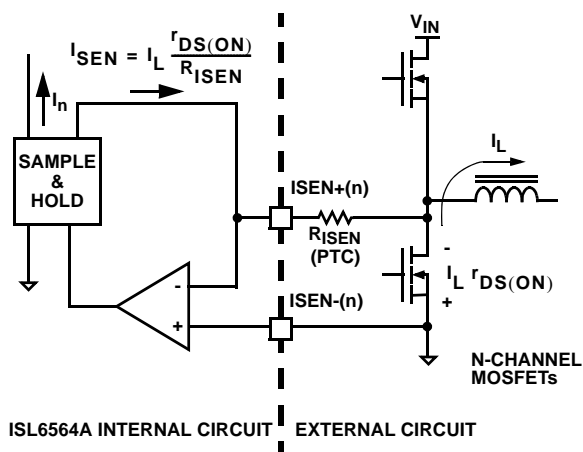 I_SEN = I_L r_DS(ON) / R_ISEN
I_n
SAMPLE
&
HOLD
-
+
ISEN+(n)
R_ISEN
(PTC)
ISEN-(n)
V_IN
I_L
-
I_L r_DS(ON)
+
N-CHANNEL
MOSFETs
ISL6564A INTERNAL CIRCUIT
EXTERNAL CIRCUIT